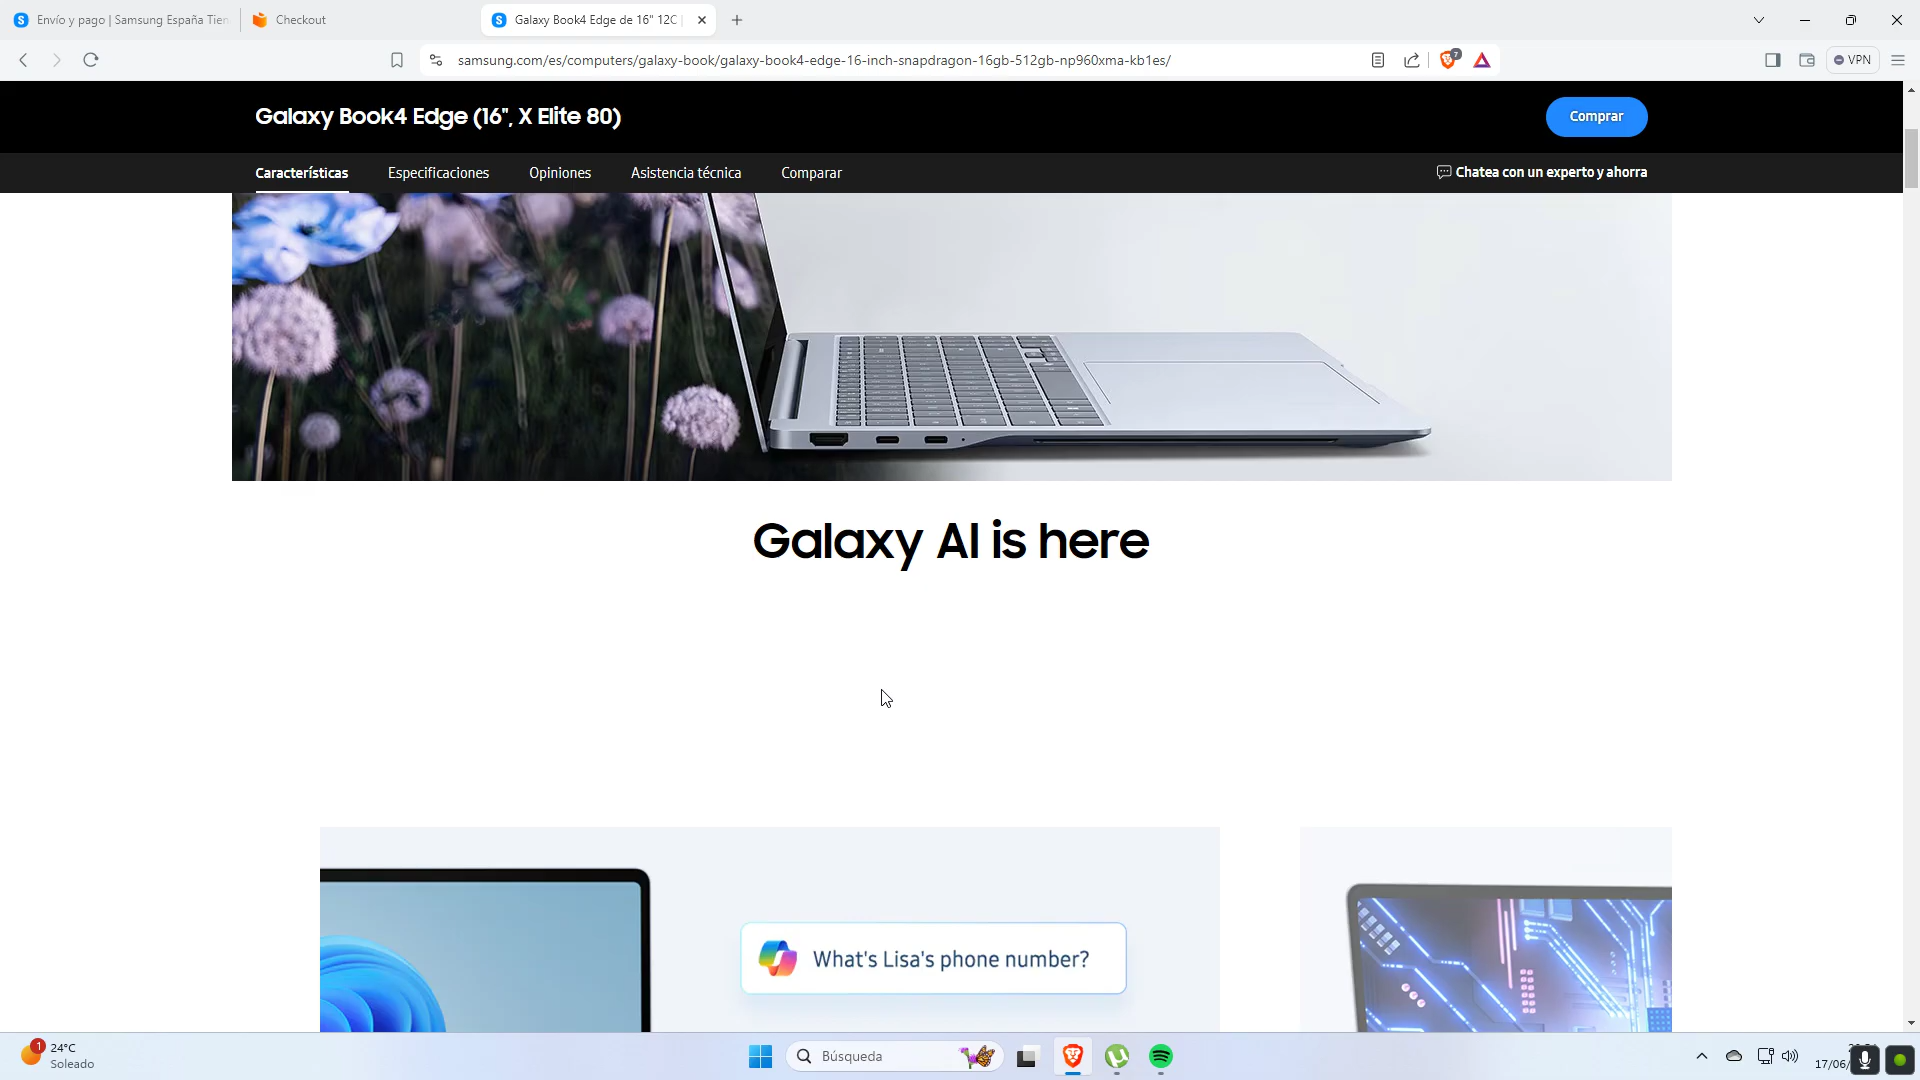 Envío y pago | Samsung España Tien
Checkout
Galaxy Book4 Edge de 16" 12C
samsung.com/es/computers/galaxy-book/galaxy-book4-edge-16-inch-snapdragon-16gb-512gb-np960xma-kb1es/
7
VPN
Galaxy Book4 Edge (16", X Elite 80)
Comprar
Características
Especificaciones
Opiniones
Asistencia técnica
Comparar
Chatea con un experto y ahorra
Galaxy AI is here
What's Lisa's phone number?
1
24°C
Soleado
Búsqueda
17/06/